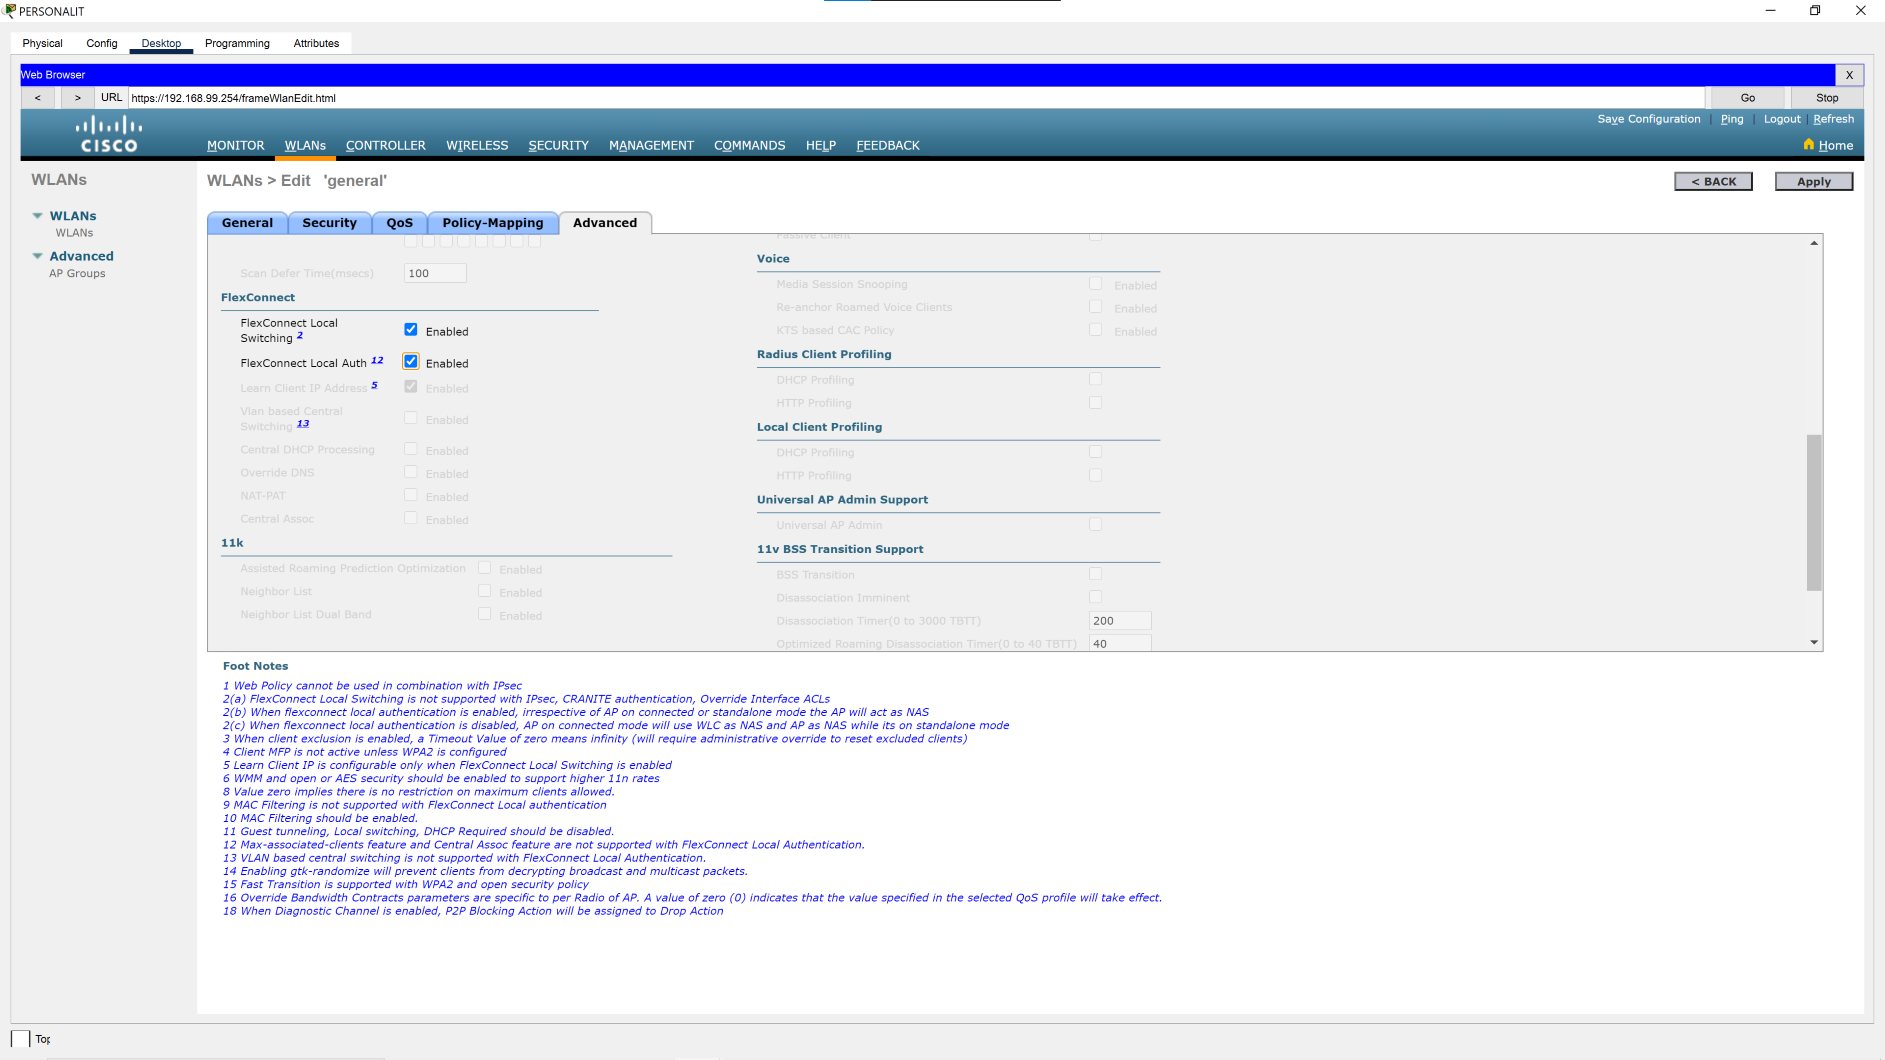 PERSONALIT
Physical Config Desktop Programming Attributes
Web Browser X
< > URL https://192.168.99.254/frameWlanEdit.html Go Stop
Save Configuration | Ping | Logout | Refresh
CISCO
MONITOR WLANs CONTROLLER WIRELESS SECURITY MANAGEMENT COMMANDS HELP FEEDBACK Home
WLANs
WLANs > Edit 'general' < BACK Apply
WLANs
WLANs
Advanced
AP Groups
General Security QoS Policy-Mapping Advanced
Scan Defer Time(msecs) 100
FlexConnect
FlexConnect Local
Switching 2 Enabled
FlexConnect Local Auth 12 Enabled
Learn Client IP Address 5 Enabled
Vlan based Central
Switching 13 Enabled
Central DHCP Processing Enabled
Override DNS Enabled
NAT-PAT Enabled
Central Assoc Enabled
11k
Assisted Roaming Prediction Optimization Enabled
Neighbor List Enabled
Neighbor List Dual Band Enabled
Passive Client
Voice
Media Session Snooping Enabled
Re-anchor Roamed Voice Clients Enabled
KTS based CAC Policy Enabled
Radius Client Profiling
DHCP Profiling
HTTP Profiling
Local Client Profiling
DHCP Profiling
HTTP Profiling
Universal AP Admin Support
Universal AP Admin
11v BSS Transition Support
BSS Transition
Disassociation Imminent
Disassociation Timer(0 to 3000 TBTT) 200
Optimized Roaming Disassociation Timer(0 to 40 TBTT) 40
Foot Notes
1 Web Policy cannot be used in combination with IPsec
2(a) FlexConnect Local Switching is not supported with IPsec, CRANITE authentication, Override Interface ACLs
2(b) When flexconnect local authentication is enabled, irrespective of AP on connected or standalone mode the AP will act as NAS
2(c) When flexconnect local authentication is disabled, AP on connected mode will use WLC as NAS and AP as NAS while its on standalone mode
3 When client exclusion is enabled, a Timeout Value of zero means infinity (will require administrative override to reset excluded clients)
4 Client MFP is not active unless WPA2 is configured
5 Learn Client IP is configurable only when FlexConnect Local Switching is enabled
6 WMM and open or AES security should be enabled to support higher 11n rates
8 Value zero implies there is no restriction on maximum clients allowed.
9 MAC Filtering is not supported with FlexConnect Local authentication
10 MAC Filtering should be enabled.
11 Guest tunneling, Local switching, DHCP Required should be disabled.
12 Max-associated-clients feature and Central Assoc feature are not supported with FlexConnect Local Authentication.
13 VLAN based central switching is not supported with FlexConnect Local Authentication.
14 Enabling gtk-randomize will prevent clients from decrypting broadcast and multicast packets.
15 Fast Transition is supported with WPA2 and open security policy
16 Override Bandwidth Contracts parameters are specific to per Radio of AP. A value of zero (0) indicates that the value specified in the selected QoS profile will take effect.
18 When Diagnostic Channel is enabled, P2P Blocking Action will be assigned to Drop Action
Top